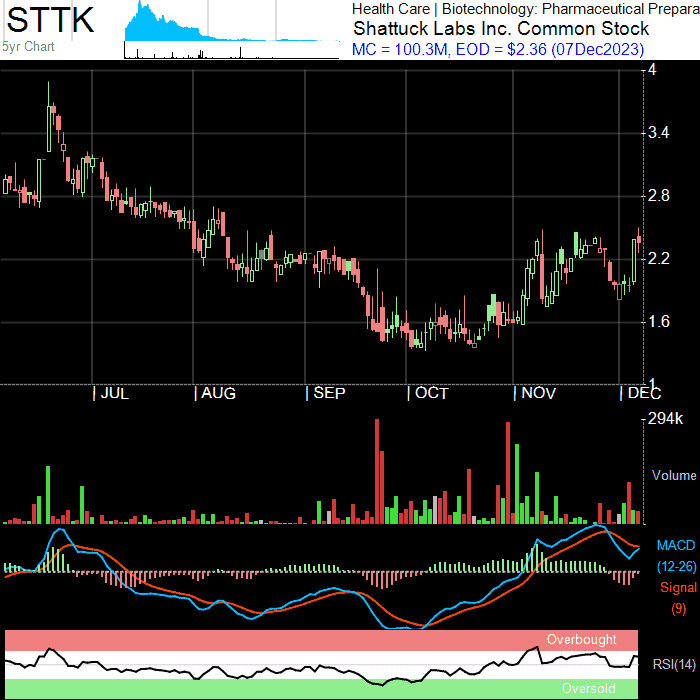 STTK
5yr Chart
Health Care | Biotechnology: Pharmaceutical Prepara
Shattuck Labs Inc. Common Stock
MC = 100.3M, EOD = $2.36 (07Dec2023)
4
3.4
2.8
2.2
1.6
1
JUL AUG SEP OCT NOV DEC
294k
Volume
MACD
(12-26)
Signal
(9)
Overbought
RSI(14)
Oversold